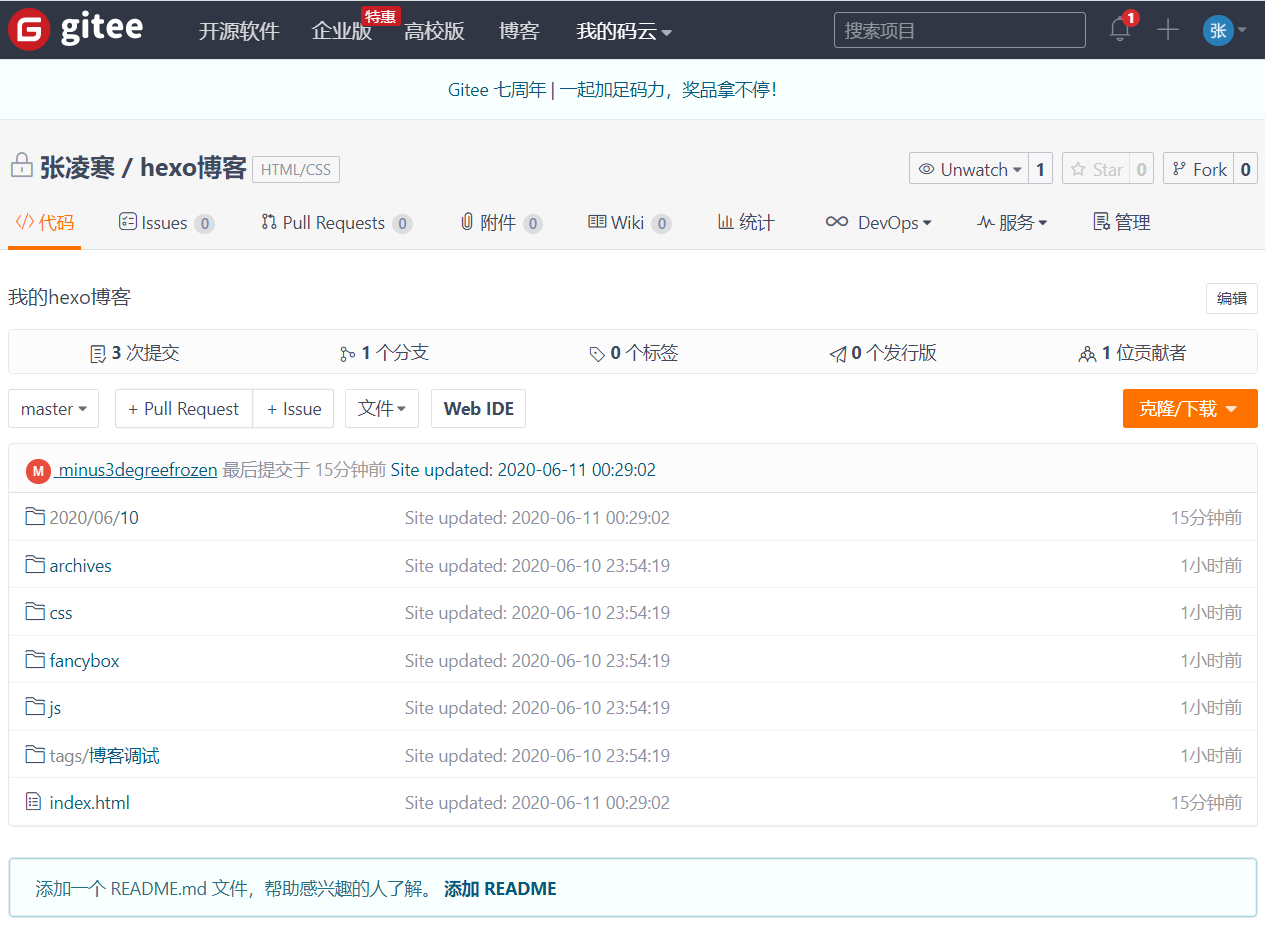 gitee 开源软件 企业版 特惠 高校版 博客 我的码云 搜索项目 1 张
Gitee 七周年 | 一起加足码力，奖品拿不停！
张凌寒 / hexo博客 HTML/CSS Unwatch 1 Star 0 Fork 0
代码 Issues 0 Pull Requests 0 附件 0 Wiki 0 统计 DevOps 服务 管理
我的hexo博客 编辑
3 次提交 1 个分支 0 个标签 0 个发行版 1 位贡献者
master + Pull Request + Issue 文件 Web IDE 克隆/下载
M _minus3degreefrozen 最后提交于 15分钟前 Site updated: 2020-06-11 00:29:02
2020/06/10 Site updated: 2020-06-11 00:29:02 15分钟前
archives Site updated: 2020-06-10 23:54:19 1小时前
css Site updated: 2020-06-10 23:54:19 1小时前
fancybox Site updated: 2020-06-10 23:54:19 1小时前
js Site updated: 2020-06-10 23:54:19 1小时前
tags/博客调试 Site updated: 2020-06-10 23:54:19 1小时前
index.html Site updated: 2020-06-11 00:29:02 15分钟前
添加一个 README.md 文件，帮助感兴趣的人了解。 添加 README